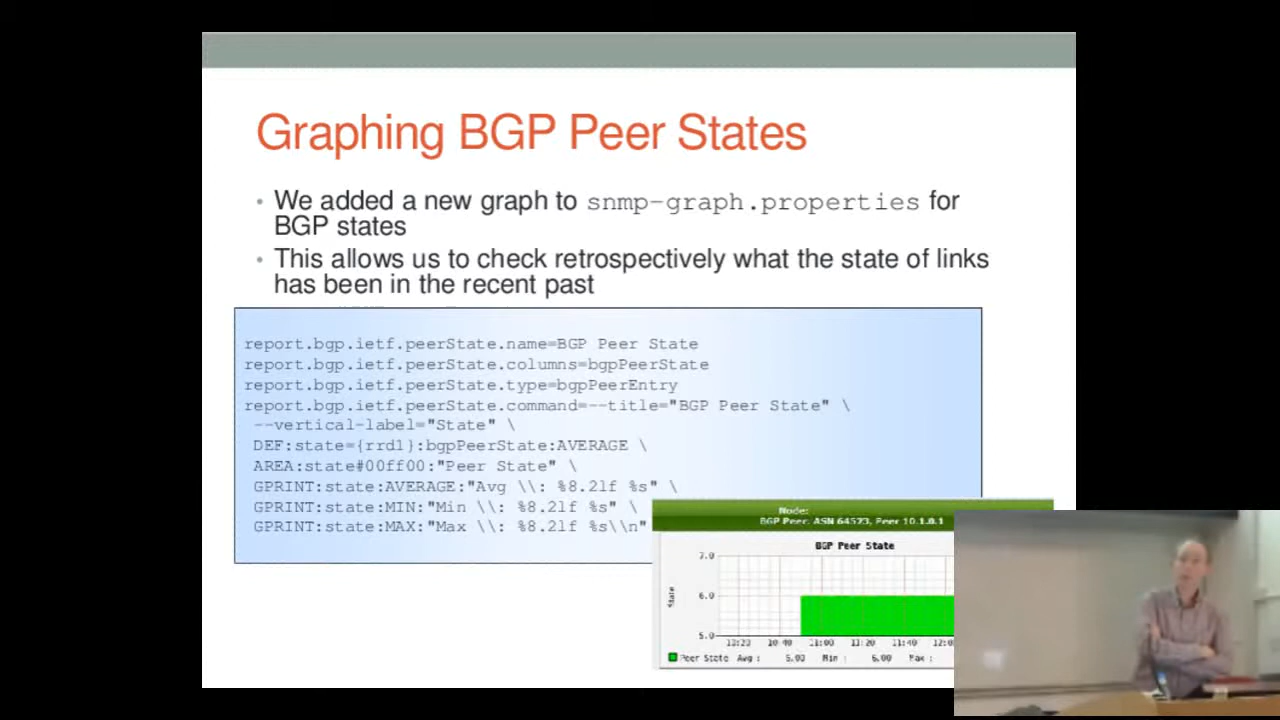 Graphing BGP Peer States
• We added a new graph to snmp-graph.properties for
BGP states
• This allows us to check retrospectively what the state of links
has been in the recent past
report.bgp.ietf.peerState.name=BGP Peer State
report.bgp.ietf.peerState.columns=bgpPeerState
report.bgp.ietf.peerState.type=bgpPeerEntry
report.bgp.ietf.peerState.command=--title="BGP Peer State" \
--vertical-label="State" \
DEF:state={rrd1}:bgpPeerState:AVERAGE \
AREA:state#00ff00:"Peer State" \
GPRINT:state:AVERAGE:"Avg \\: %8.2lf %s" \
GPRINT:state:MIN:"Min \\: %8.2lf %s" \
GPRINT:state:MAX:"Max \\: %8.2lf %s\\n"
Node:
BGP Peer: ASN 64523, Peer 10.1.0.1
BGP Peer State
7.0
State
6.0
5.0
10:40 11:00 11:20 11:40
Peer State Avg : Min : 6.00 Max :